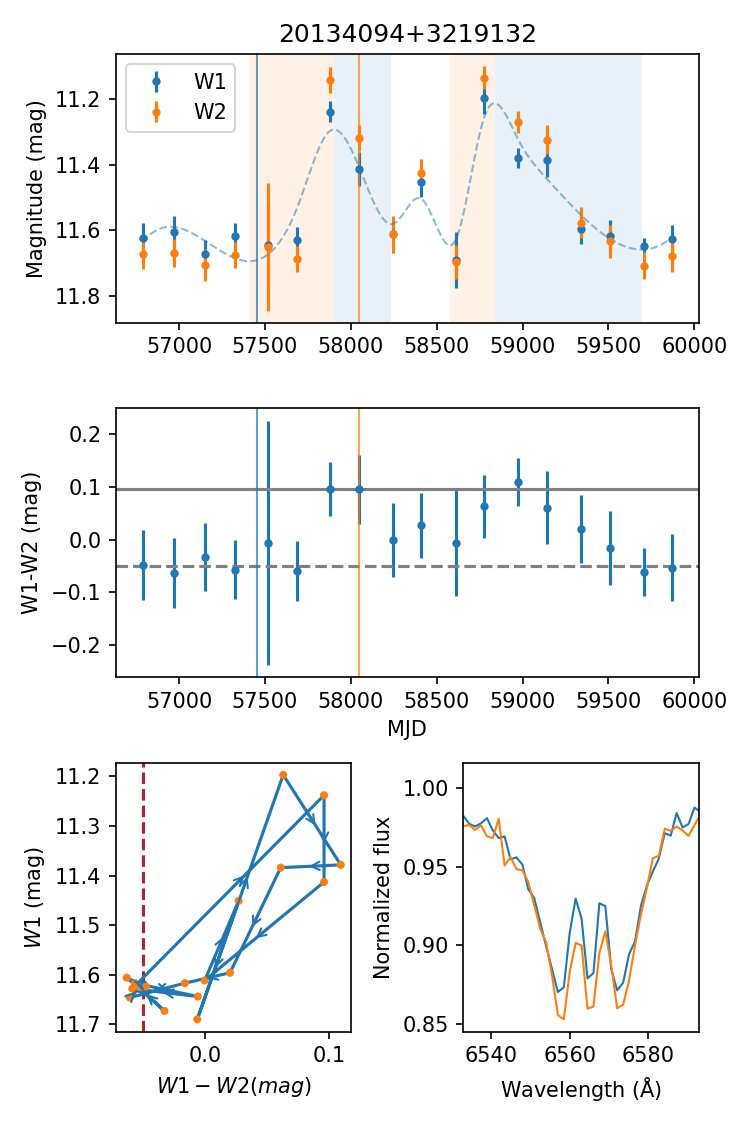 20134094+3219132
W1
W2
Magnitude (mag)
11.2
11.4
11.6
11.8
57000 57500 58000 58500 59000 59500 60000
W1-W2 (mag)
0.2
0.1
0.0
−0.1
−0.2
57000 57500 58000 58500 59000 59500 60000
MJD
W1 (mag)
11.2
11.3
11.4
11.5
11.6
11.7
0.0 0.1
W1 − W2(mag)
Normalized flux
1.00
0.95
0.90
0.85
6540 6560 6580
Wavelength (Å)